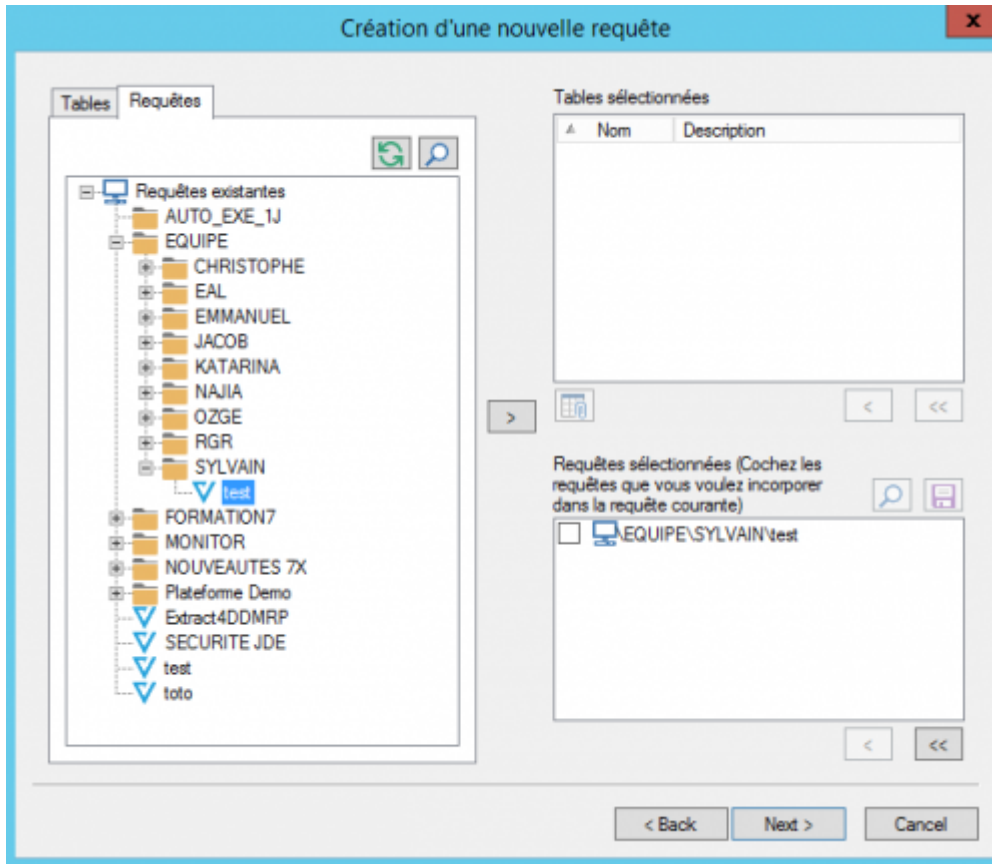 Création d'une nouvelle requête
x
Tables
Requêtes
Requêtes existantes
AUTO_EXE_1J
EQUIPE
CHRISTOPHE
EAL
EMMANUEL
JACOB
KATARINA
NAJIA
OZGE
RGR
SYLVAIN
test
FORMATION7
MONITOR
NOUVEAUTES 7X
Plateforme Demo
Extract4DDMRP
SECURITE JDE
test
toto
>
Tables sélectionnées
Nom Description
< <<
Requêtes sélectionnées (Cochez les
requêtes que vous voulez incorporer
dans la requête courante)
\EQUIPE\SYLVAIN\test
< <<
< Back Next > Cancel